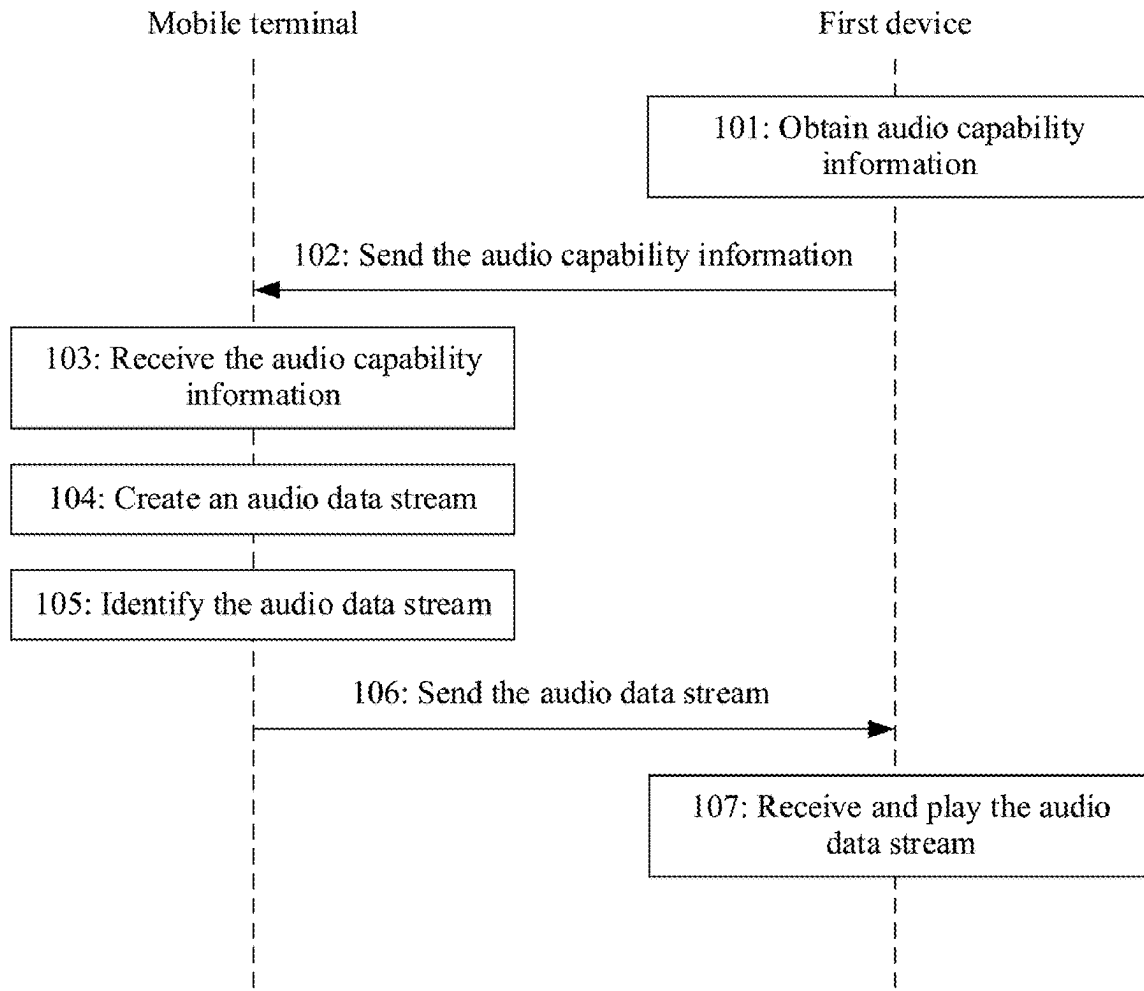 Mobile terminal
First device
101: Obtain audio capability
information
102: Send the audio capability information
103: Receive the audio capability
information
104: Create an audio data stream
105: Identify the audio data stream
106: Send the audio data stream
107: Receive and play the audio
data stream